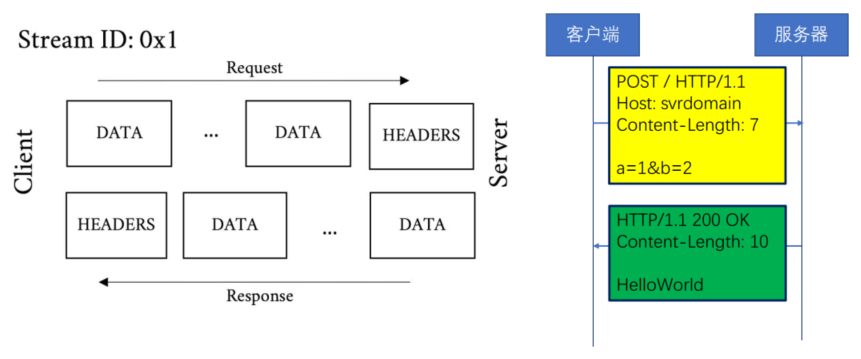 Stream ID: 0x1
Request
Client
DATA
...
DATA
HEADERS
Server
HEADERS
DATA
...
DATA
Response
客户端
服务器
POST / HTTP/1.1
Host: svrdomain
Content-Length: 7
a=1&b=2
HTTP/1.1 200 OK
Content-Length: 10
HelloWorld